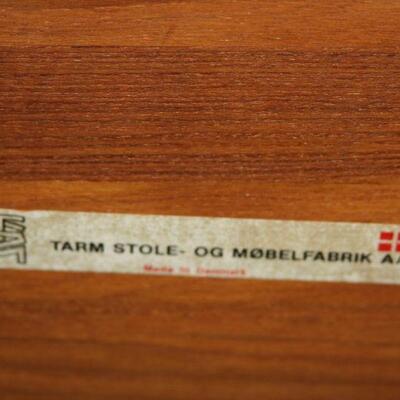 TARM STOLE- OG MØBELFABRIK A
Made in Denmark